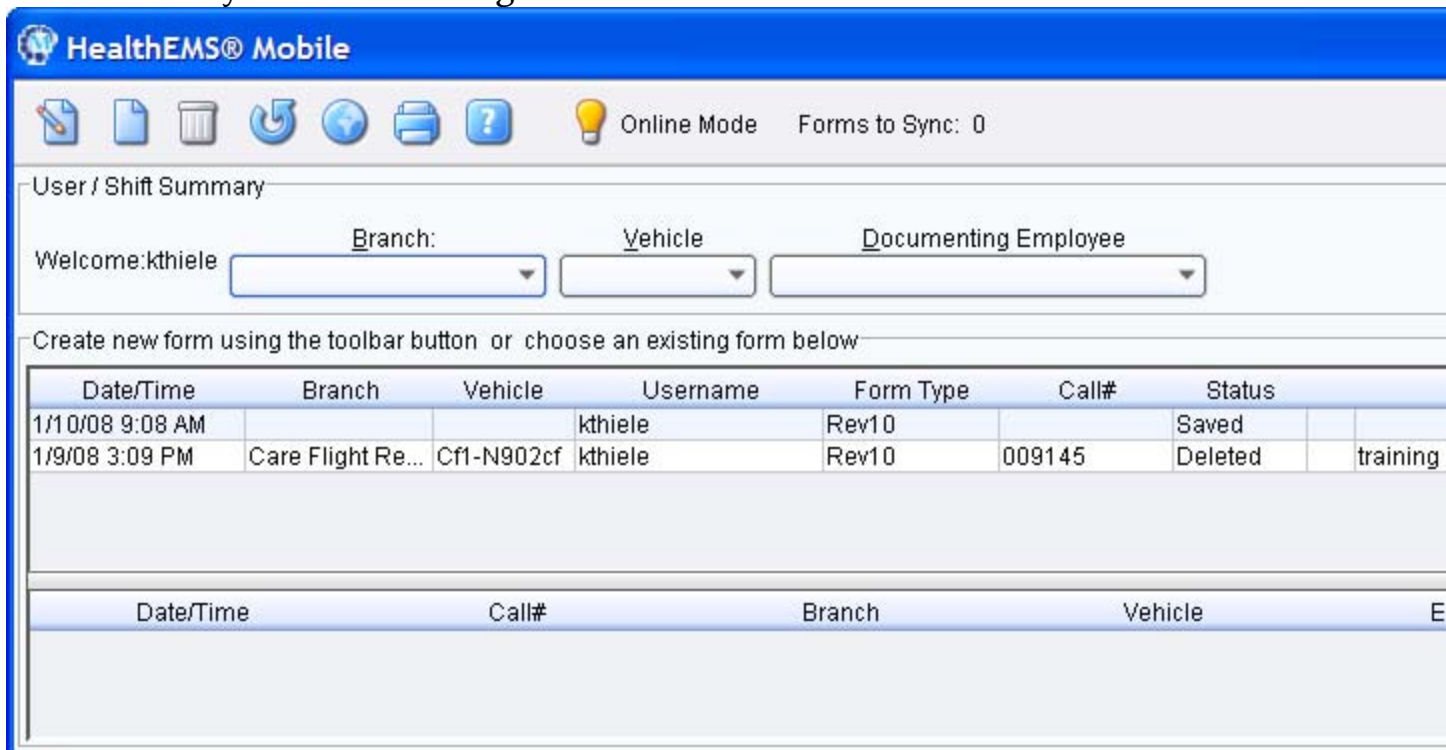 HealthEMS® Mobile
Online Mode Forms to Sync: 0
User / Shift Summary
Branch: Vehicle Documenting Employee
Welcome:kthiele
Create new form using the toolbar button or choose an existing form below
Date/Time Branch Vehicle Username Form Type Call# Status
1/10/08 9:08 AM kthiele Rev10 Saved
1/9/08 3:09 PM Care Flight Re... Cf1-N902cf kthiele Rev10 009145 Deleted training
Date/Time Call# Branch Vehicle E